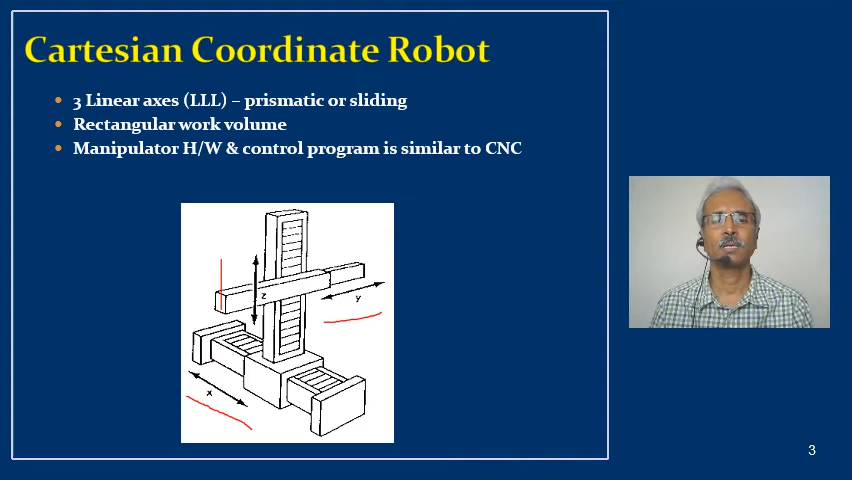 Cartesian Coordinate Robot
• 3 Linear axes (LLL) – prismatic or sliding
• Rectangular work volume
• Manipulator H/W & control program is similar to CNC
z
y
x
3